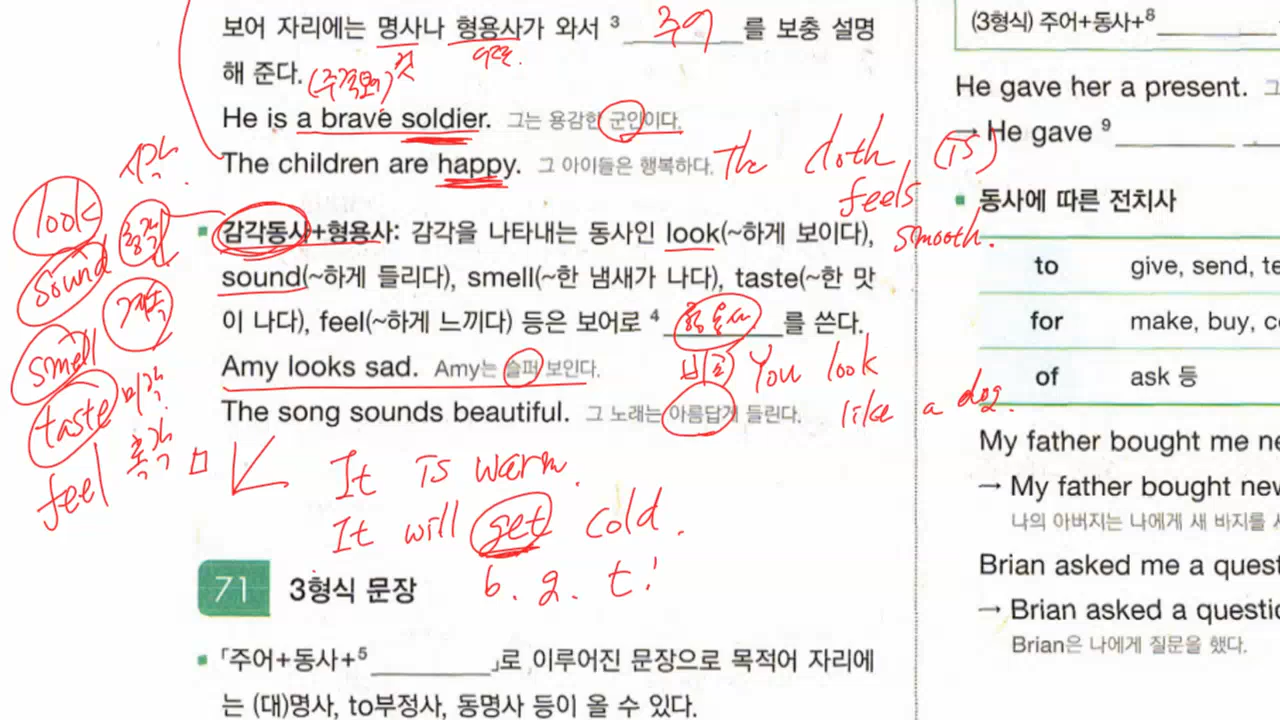 보어 자리에는 명사나 형용사가 와서 3 주어 를 보충 설명
해 준다. (주격보어)
He is a brave soldier. 그는 용감한 군인이다.
The children are happy. 그 아이들은 행복하다.
The cloth (is)
feels
smooth.
시각
look
청각
sound
smell
taste 미각
feel 촉각
감각동사+형용사: 감각을 나타내는 동사인 look(~하게 보이다),
sound(~하게 들리다), smell(~한 냄새가 나다), taste(~한 맛
이 나다), feel(~하게 느끼다) 등은 보어로 4 형용사 를 쓴다.
Amy looks sad. Amy는 슬퍼 보인다.
The song sounds beautiful. 그 노래는 아름답게 들린다.
비교 You look
like a dog.
It is warm.
It will get cold.
b. g. t!
71 3형식 문장
「주어+동사+5 」로 이루어진 문장으로 목적어 자리에
는 (대)명사, to부정사, 동명사 등이 올 수 있다.
(3형식) 주어+동사+8
He gave her a present. 그
→ He gave 9
동사에 따른 전치사
to give, send, te
for make, buy, co
of ask 등
My father bought me ne
→ My father bought new
나의 아버지는 나에게 새 바지를 사
Brian asked me a quest
→ Brian asked a questio
Brian은 나에게 질문을 했다.